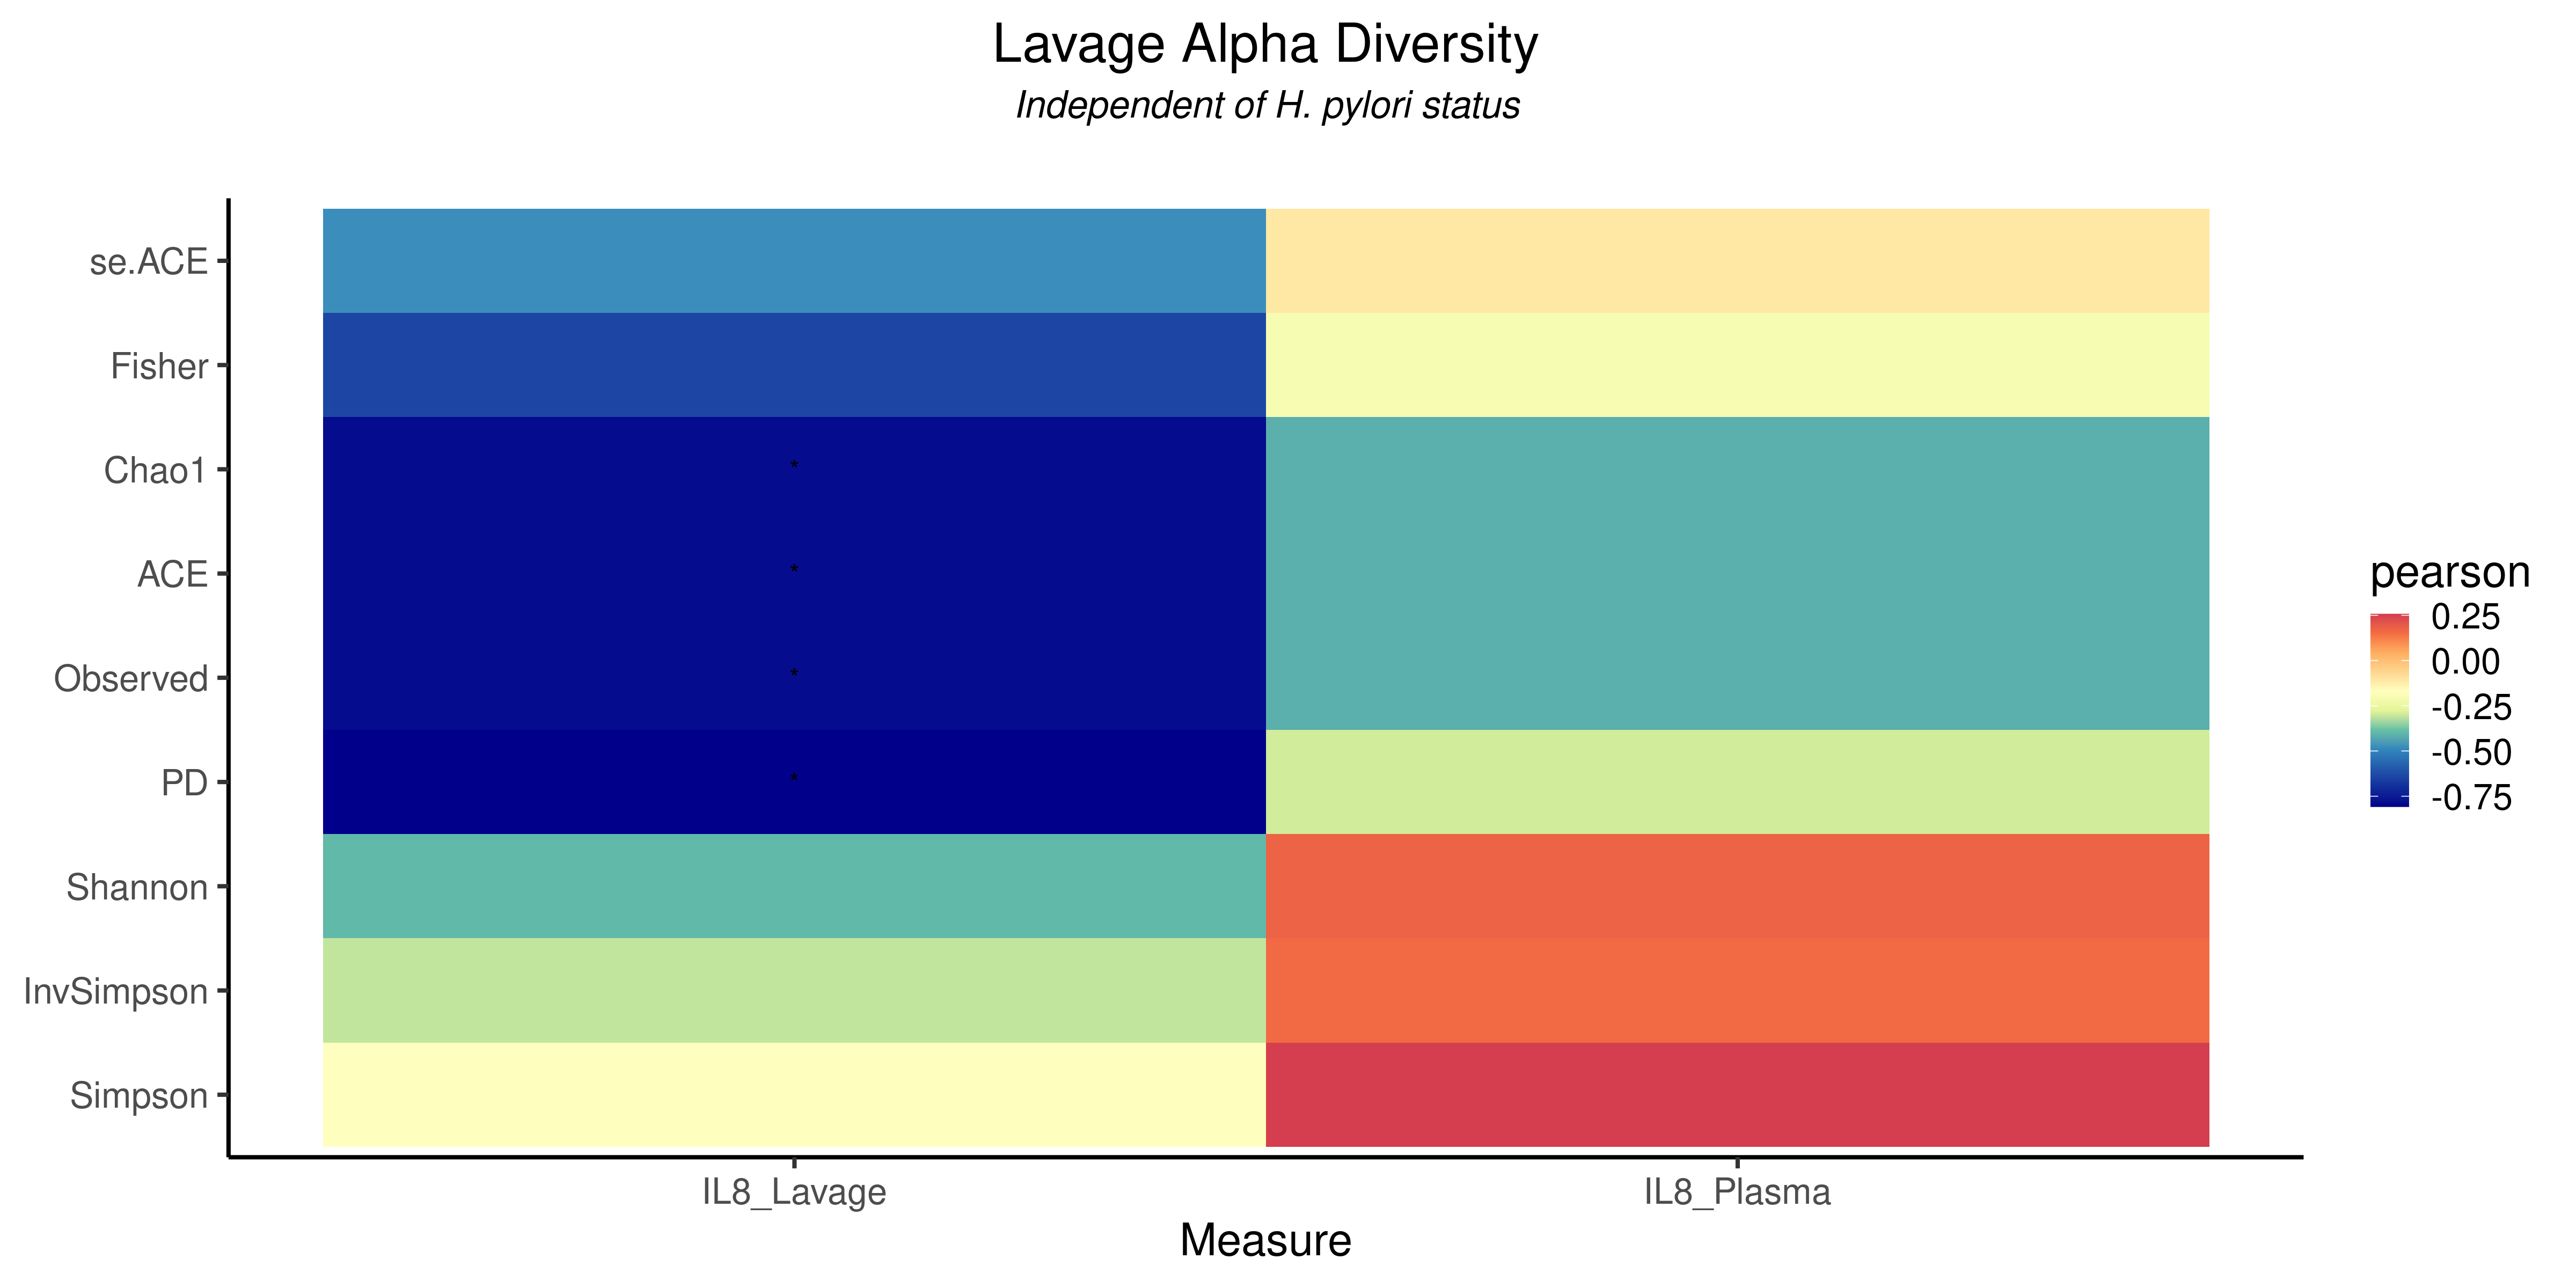 Lavage Alpha Diversity
Independent of H. pylori status
se.ACE
Fisher
Chao1
*
ACE
*
Observed
*
PD
*
Shannon
InvSimpson
Simpson
IL8_Lavage
IL8_Plasma
Measure
pearson
0.25
0.00
-0.25
-0.50
-0.75